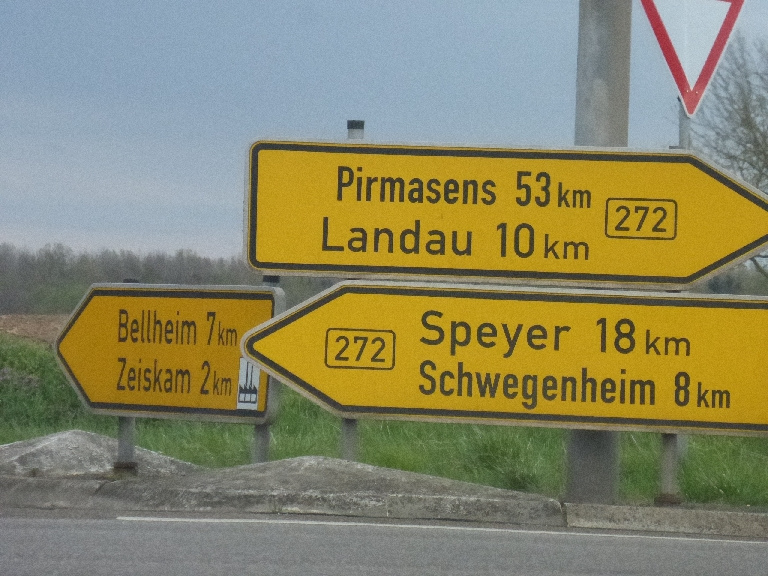 Pirmasens 53 km
Landau 10 km
272
Bellheim 7 km
Zeiskam 2 km
272
Speyer 18 km
Schwegenheim 8 km